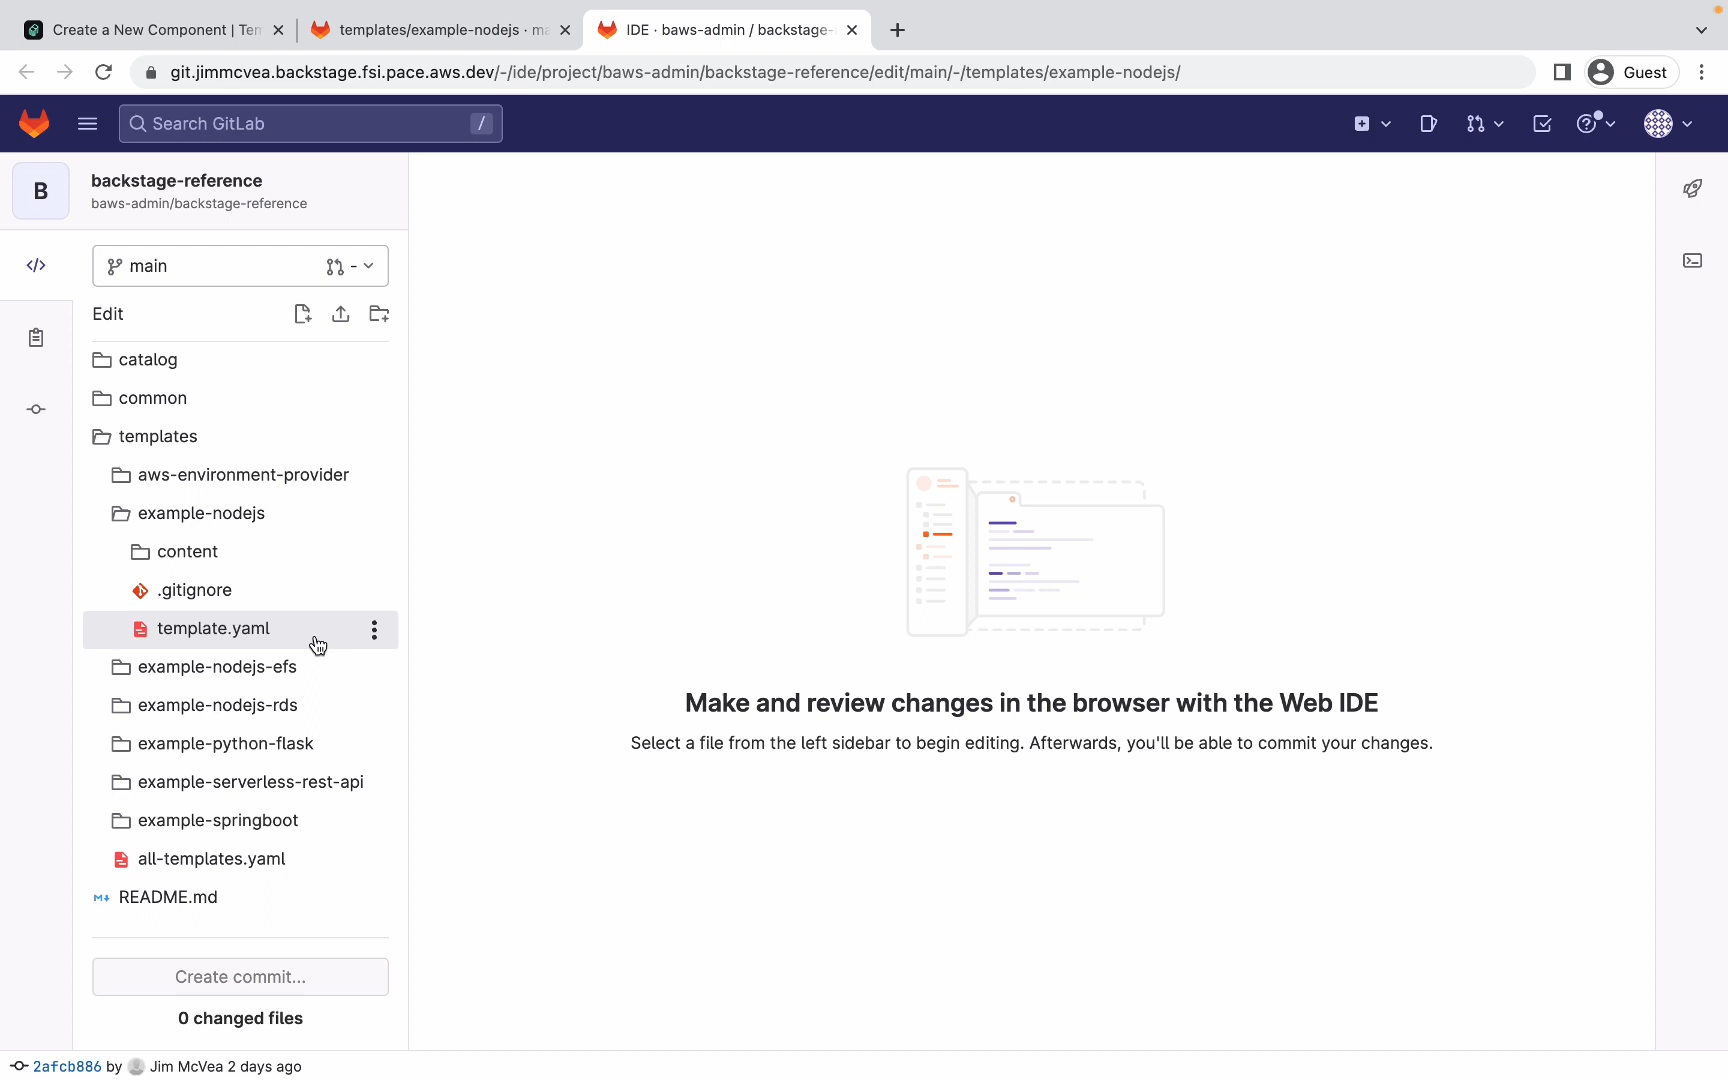 Create a New Component | Ten
templates/example-nodejs · ma
IDE · baws-admin / backstage-
git.jimmcvea.backstage.fsi.pace.aws.dev/-/ide/project/baws-admin/backstage-reference/edit/main/-/templates/example-nodejs/
Guest
Search GitLab
/
B
backstage-reference
baws-admin/backstage-reference
main
-
Edit
catalog
common
templates
aws-environment-provider
example-nodejs
content
.gitignore
template.yaml
example-nodejs-efs
example-nodejs-rds
example-python-flask
example-serverless-rest-api
example-springboot
all-templates.yaml
README.md
Create commit...
0 changed files
Make and review changes in the browser with the Web IDE
Select a file from the left sidebar to begin editing. Afterwards, you'll be able to commit your changes.
2afcb886 by Jim McVea 2 days ago